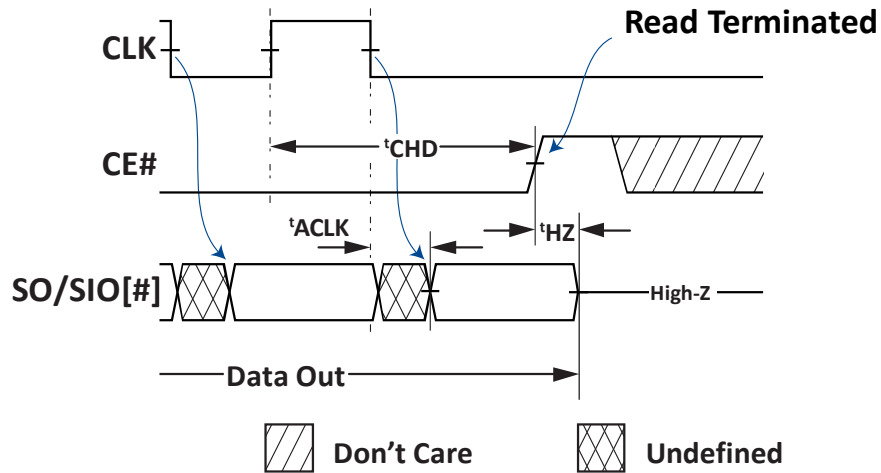 Read Terminated
CLK
tCHD
CE#
tACLK
tHZ
SO/SIO[#]
High-Z
Data Out
Don't Care
Undefined